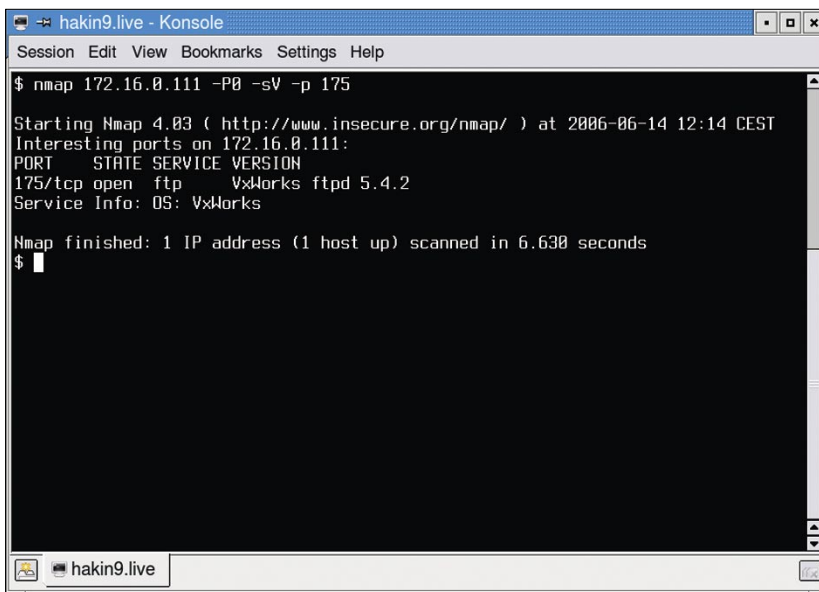 hakin9.live - Konsole
Session Edit View Bookmarks Settings Help
$ nmap 172.16.0.111 -P0 -sV -p 175
Starting Nmap 4.03 ( http://www.insecure.org/nmap/ ) at 2006-06-14 12:14 CEST
Interesting ports on 172.16.0.111:
PORT    STATE SERVICE VERSION
175/tcp open  ftp     VxWorks ftpd 5.4.2
Service Info: OS: VxWorks
Nmap finished: 1 IP address (1 host up) scanned in 6.630 seconds
$
hakin9.live